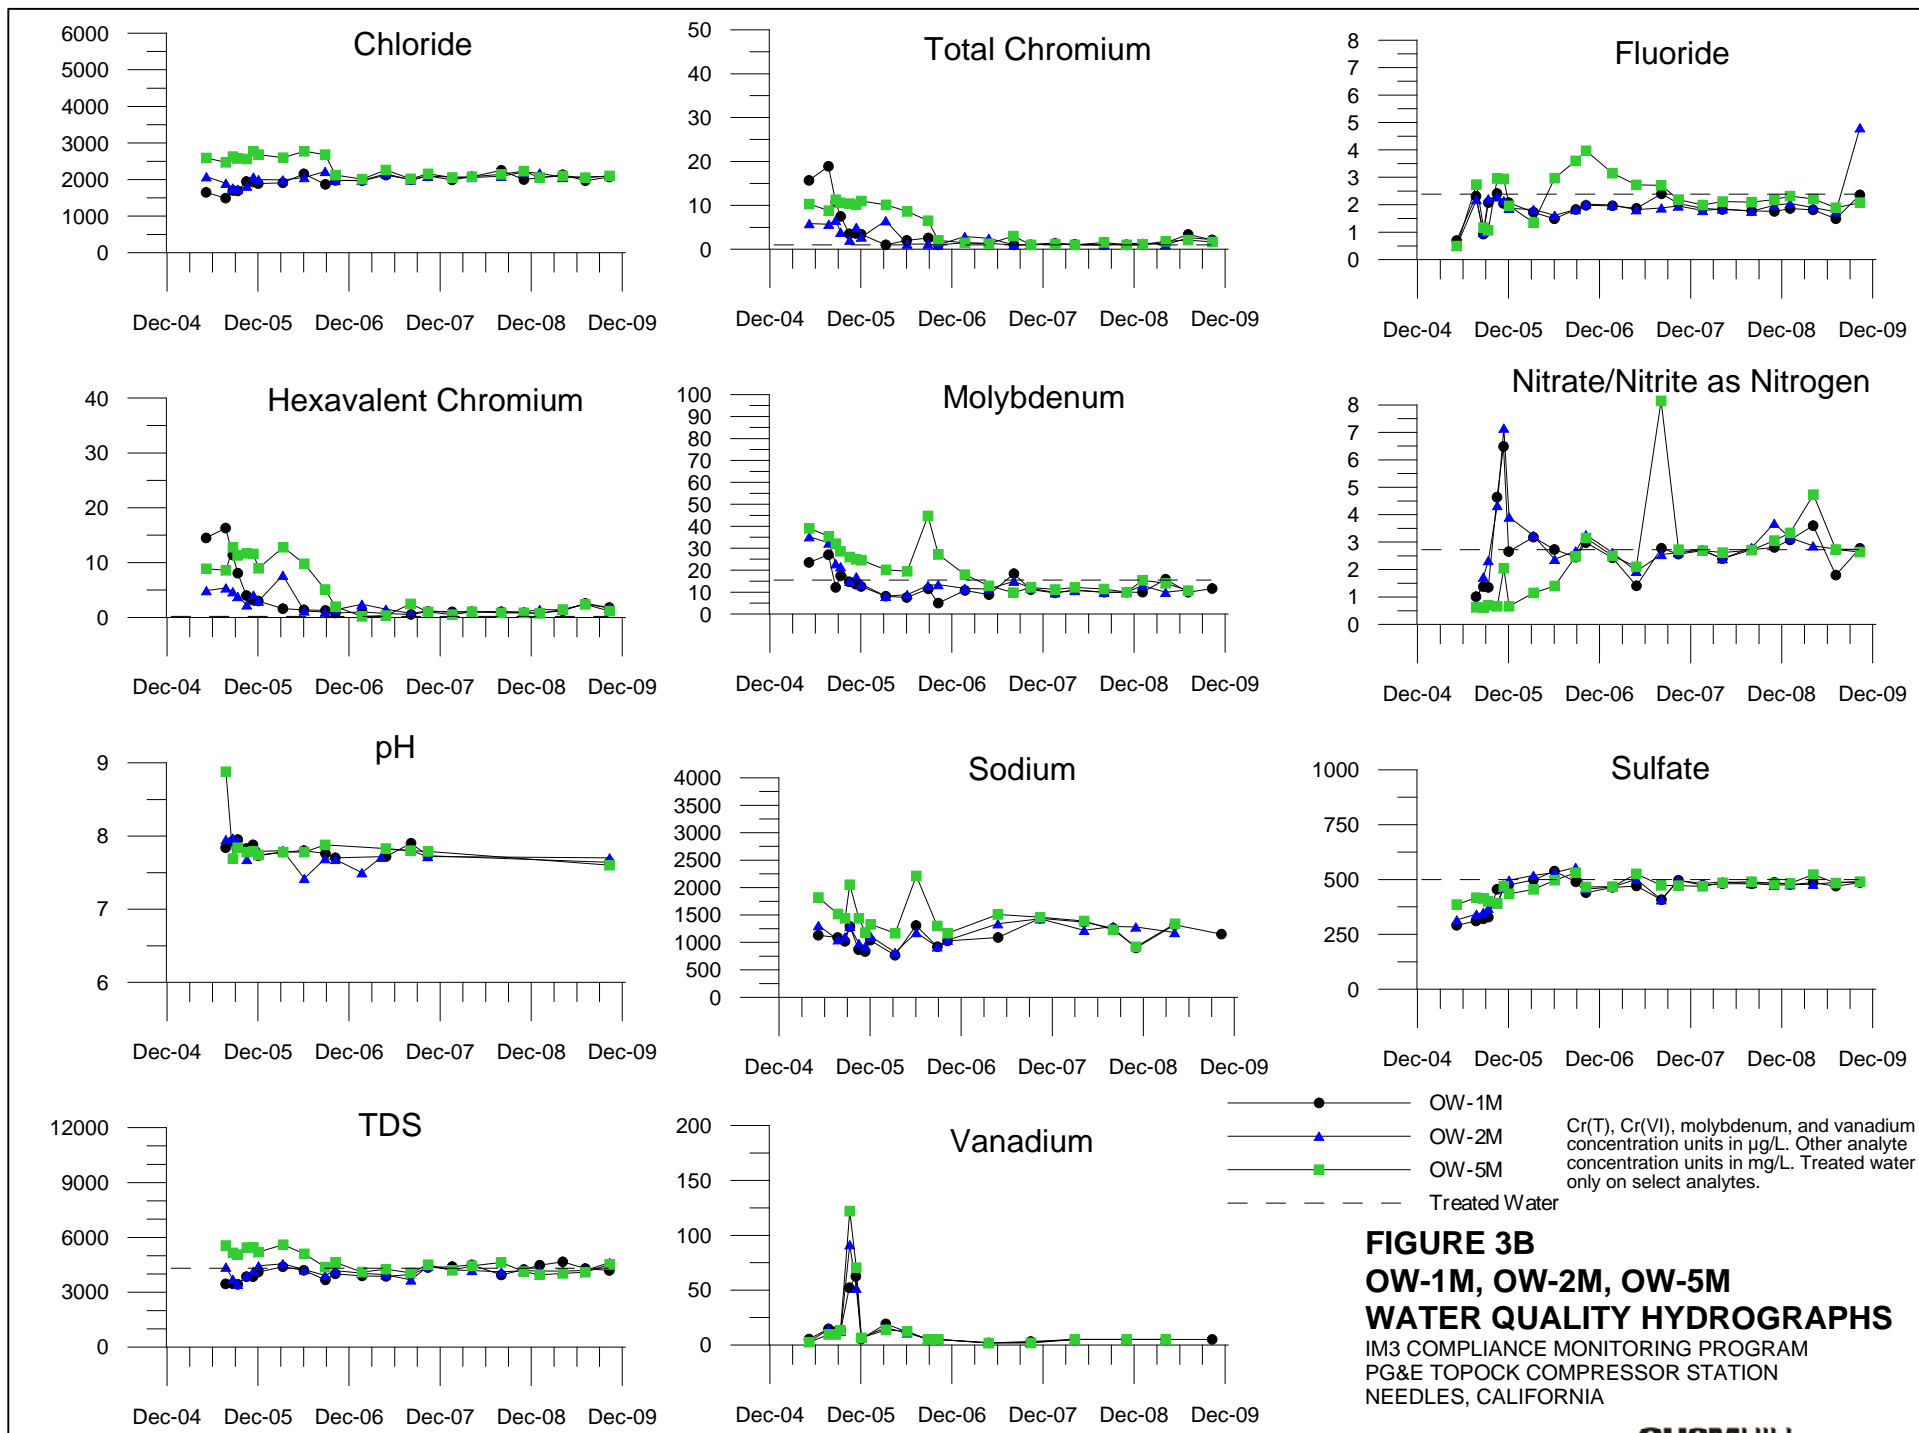 Chloride
6000
5000
4000
3000
2000
1000
0
Dec-04 Dec-05 Dec-06 Dec-07 Dec-08 Dec-09
Total Chromium
50
40
30
20
10
0
Dec-04 Dec-05 Dec-06 Dec-07 Dec-08 Dec-09
Fluoride
8
7
6
5
4
3
2
1
0
Dec-04 Dec-05 Dec-06 Dec-07 Dec-08 Dec-09
Hexavalent Chromium
40
30
20
10
0
Dec-04 Dec-05 Dec-06 Dec-07 Dec-08 Dec-09
Molybdenum
100
90
80
70
60
50
40
30
20
10
0
Dec-04 Dec-05 Dec-06 Dec-07 Dec-08 Dec-09
Nitrate/Nitrite as Nitrogen
8
7
6
5
4
3
2
1
0
Dec-04 Dec-05 Dec-06 Dec-07 Dec-08 Dec-09
pH
9
8
7
6
Dec-04 Dec-05 Dec-06 Dec-07 Dec-08 Dec-09
Sodium
4000
3500
3000
2500
2000
1500
1000
500
0
Dec-04 Dec-05 Dec-06 Dec-07 Dec-08 Dec-09
Sulfate
1000
750
500
250
0
Dec-04 Dec-05 Dec-06 Dec-07 Dec-08 Dec-09
TDS
12000
9000
6000
3000
0
Dec-04 Dec-05 Dec-06 Dec-07 Dec-08 Dec-09
Vanadium
200
150
100
50
0
Dec-04 Dec-05 Dec-06 Dec-07 Dec-08 Dec-09
OW-1M
OW-2M
OW-5M
Treated Water
Cr(T), Cr(VI), molybdenum, and vanadium
concentration units in µg/L. Other analyte
concentration units in mg/L. Treated water
only on select analytes.
FIGURE 3B
OW-1M, OW-2M, OW-5M
WATER QUALITY HYDROGRAPHS
IM3 COMPLIANCE MONITORING PROGRAM
PG&E TOPOCK COMPRESSOR STATION
NEEDLES, CALIFORNIA